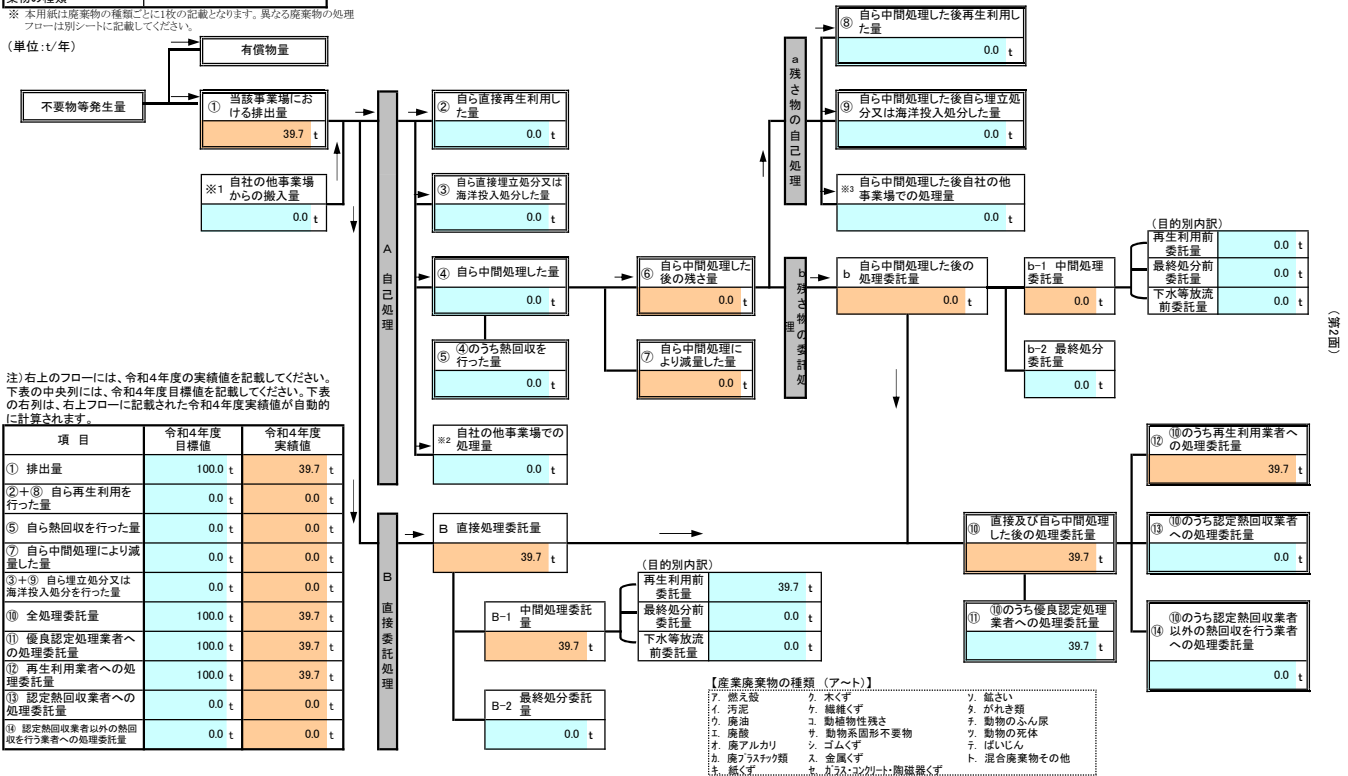 ※ 本用紙は廃棄物の種類ごとに1枚の記載となります。異なる廃棄物の処理
フローは別シートに記載してください。
(単位:t/年)
有償物量
不要物等発生量
① 当該事業場にお
ける排出量
39.7 t
※1 自社の他事業場
からの搬入量
0.0 t
A 自己処理
② 自ら直接再生利用し
た量
0.0 t
③ 自ら直接埋立処分又は
海洋投入処分した量
0.0 t
④ 自ら中間処理した量
0.0 t
⑤ ④のうち熱回収を
行った量
0.0 t
※2 自社の他事業場での
処理量
0.0 t
⑥ 自ら中間処理した
後の残さ量
0.0 t
⑦ 自ら中間処理に
より減量した量
0.0 t
a 残さ物の自己処理
⑧ 自ら中間処理した後再生利用し
た量
0.0 t
⑨ 自ら中間処理した後自ら埋立処
分又は海洋投入処分した量
0.0 t
※3 自ら中間処理した後自社の他
事業場での処理量
0.0 t
b 残さ物の委託処理
b 自ら中間処理した後の
処理委託量
0.0 t
b-1 中間処理
委託量
0.0 t
(目的別内訳)
再生利用前
委託量 0.0 t
最終処分前
委託量 0.0 t
下水等放流
前委託量 0.0 t
b-2 最終処分
委託量
0.0 t
(第2面)
注)右上のフローには、令和4年度の実績値を記載してください。
下表の中央列には、令和4年度目標値を記載してください。下表
の右列は、右上フローに記載された令和4年度実績値が自動的
に計算されます。
項 目 令和4年度 目標値 令和4年度 実績値
① 排出量 100.0 t 39.7 t
②+⑧ 自ら再生利用を
行った量 0.0 t 0.0 t
⑤ 自ら熱回収を行った量 0.0 t 0.0 t
⑦ 自ら中間処理により減
量した量 0.0 t 0.0 t
③+⑨ 自ら埋立処分又は
海洋投入処分を行った量 0.0 t 0.0 t
⑩ 全処理委託量 100.0 t 39.7 t
⑪ 優良認定処理業者へ
の処理委託量 100.0 t 39.7 t
⑫ 再生利用業者への処
理委託量 100.0 t 39.7 t
⑬ 認定熱回収業者への
処理委託量 0.0 t 0.0 t
⑭ 認定熱回収業者以外の熱回
収を行う業者への処理委託量 0.0 t 0.0 t
B 直接委託処理
B 直接処理委託量
39.7 t
B-1 中間処理委託
量
39.7 t
(目的別内訳)
再生利用前
委託量 39.7 t
最終処分前
委託量 0.0 t
下水等放流
前委託量 0.0 t
B-2 最終処分委託
量
0.0 t
⑩ 直接及び自ら中間処理
した後の処理委託量
39.7 t
⑪ ⑩のうち優良認定処理
業者への処理委託量
39.7 t
⑫ ⑩のうち再生利用業者へ
の処理委託量
39.7 t
⑬ ⑩のうち認定熱回収業者
への処理委託量
0.0 t
⑭ ⑩のうち認定熱回収業者
以外の熱回収を行う業者
への処理委託量
0.0 t
【産業廃棄物の種類 (ア~ト)】
ア. 燃え殻 ク. 木くず ソ. 鉱さい
イ. 汚泥 ケ. 繊維くず タ. がれき類
ウ. 廃油 コ. 動植物性残さ チ. 動物のふん尿
エ. 廃酸 サ. 動物系固形不要物 ツ. 動物の死体
オ. 廃アルカリ シ. ゴムくず テ. ばいじん
カ. 廃プラスチック類 ス. 金属くず ト. 混合廃棄物その他
キ. 紙くず セ. ガラス・コンクリート・陶磁器くず